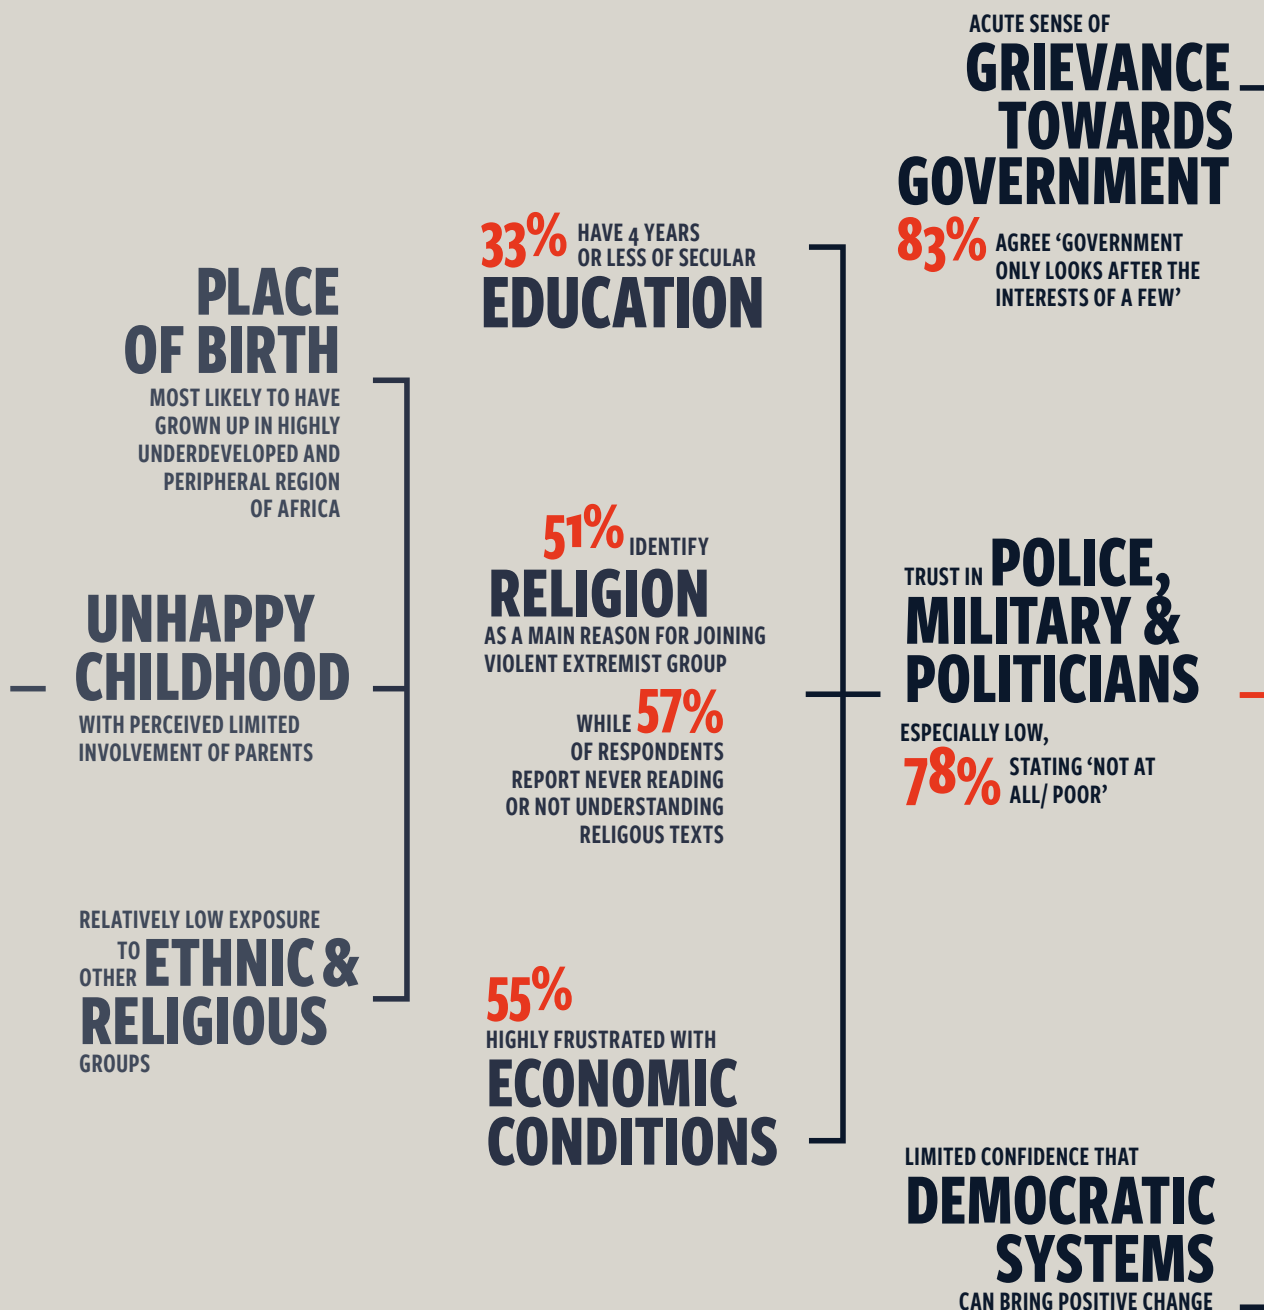 PLACE
OF BIRTH
MOST LIKELY TO HAVE
GROWN UP IN HIGHLY
UNDERDEVELOPED AND
PERIPHERAL REGION
OF AFRICA
UNHAPPY
CHILDHOOD
WITH PERCEIVED LIMITED
INVOLVEMENT OF PARENTS
RELATIVELY LOW EXPOSURE
TO
OTHER ETHNIC &
RELIGIOUS
GROUPS
33% HAVE 4 YEARS
OR LESS OF SECULAR
EDUCATION
51% IDENTIFY
RELIGION
AS A MAIN REASON FOR JOINING
VIOLENT EXTREMIST GROUP
WHILE 57%
OF RESPONDENTS
REPORT NEVER READING
OR NOT UNDERSTANDING
RELIGOUS TEXTS
55%
HIGHLY FRUSTRATED WITH
ECONOMIC
CONDITIONS
ACUTE SENSE OF
GRIEVANCE
TOWARDS
GOVERNMENT
83% AGREE ‘GOVERNMENT
ONLY LOOKS AFTER THE
INTERESTS OF A FEW’
TRUST IN POLICE,
MILITARY &
POLITICIANS
ESPECIALLY LOW,
78% STATING ‘NOT AT
ALL/ POOR’
LIMITED CONFIDENCE THAT
DEMOCRATIC
SYSTEMS
CAN BRING POSITIVE CHANGE